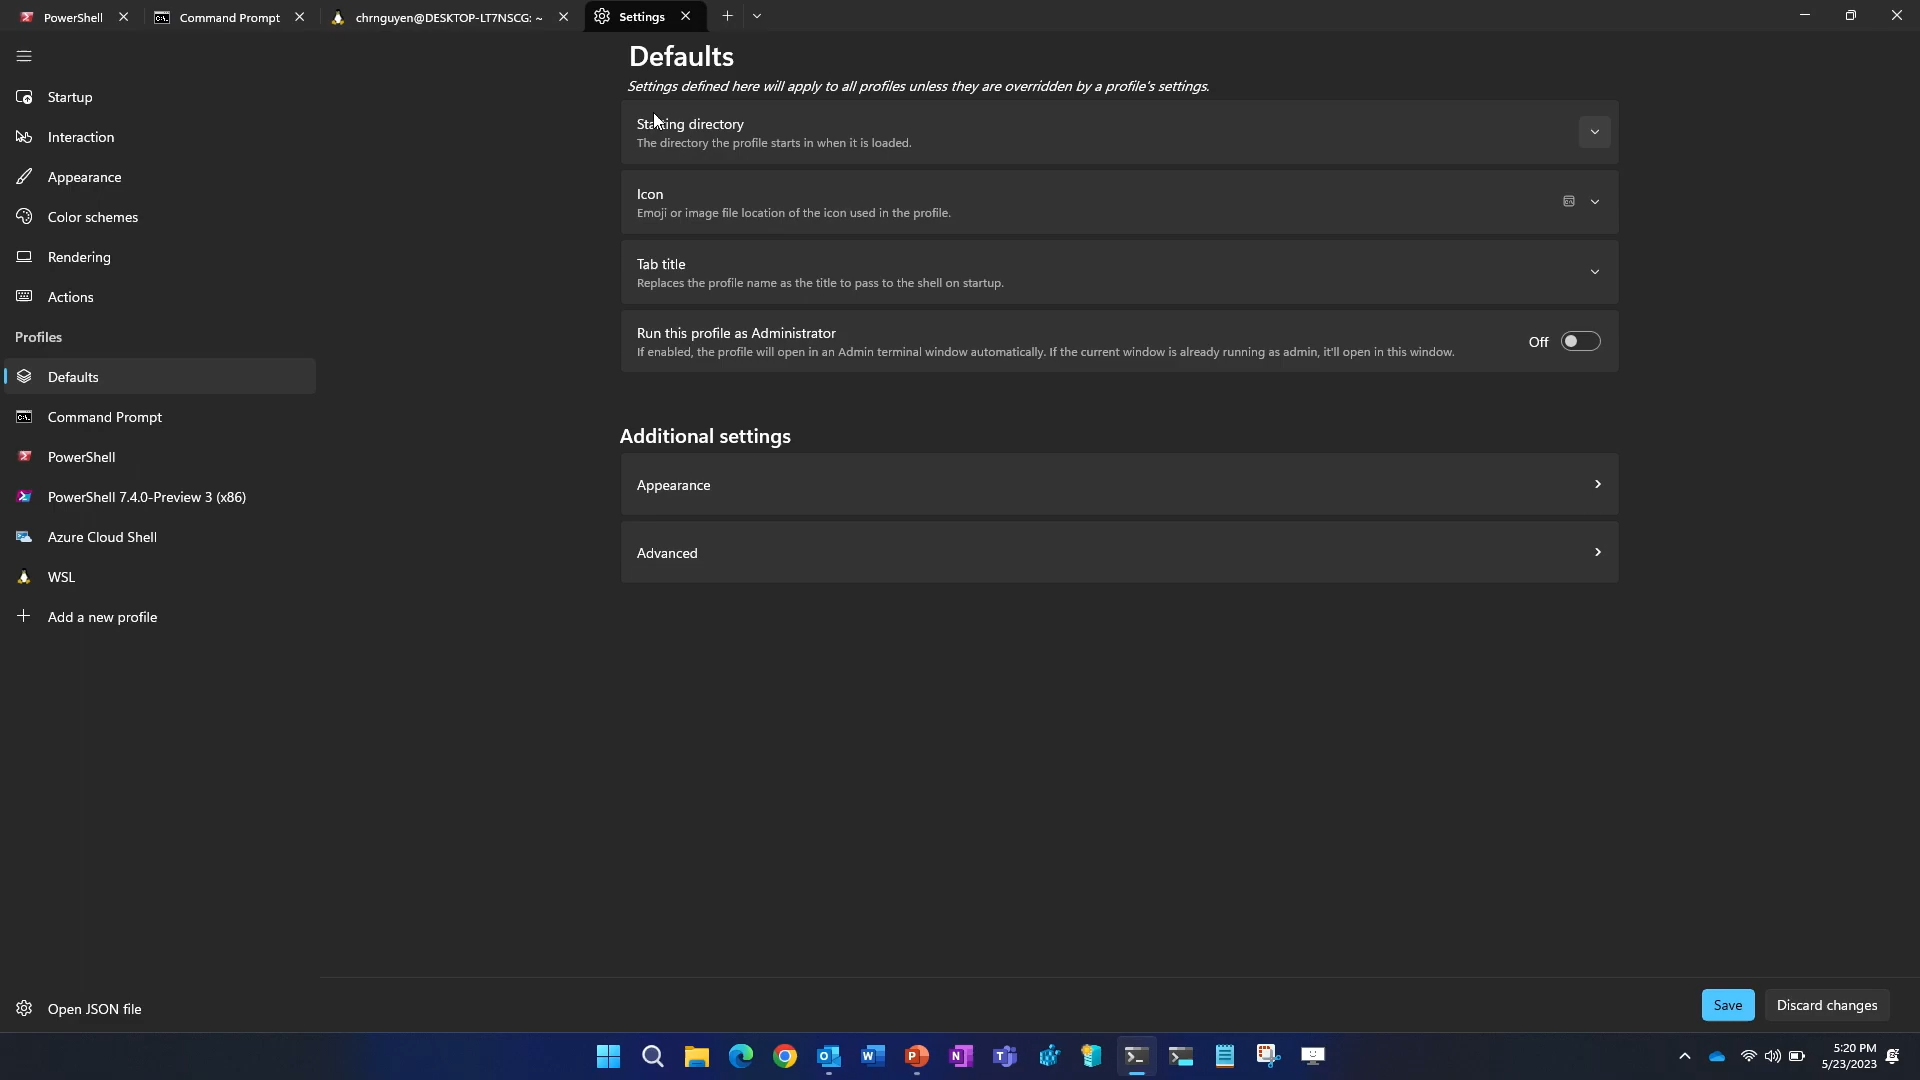 PowerShell
Command Prompt
chrnguyen@DESKTOP-LT7NSCG: ~
Settings
Startup
Interaction
Appearance
Color schemes
Rendering
Actions
Profiles
Defaults
Command Prompt
PowerShell
PowerShell 7.4.0-Preview 3 (x86)
Azure Cloud Shell
WSL
Add a new profile
Open JSON file
Defaults
Settings defined here will apply to all profiles unless they are overridden by a profile's settings.
Starting directory
The directory the profile starts in when it is loaded.
Icon
Emoji or image file location of the icon used in the profile.
Tab title
Replaces the profile name as the title to pass to the shell on startup.
Run this profile as Administrator
If enabled, the profile will open in an Admin terminal window automatically. If the current window is already running as admin, it'll open in this window.
Off
Additional settings
Appearance
Advanced
Save
Discard changes
5:20 PM
5/23/2023